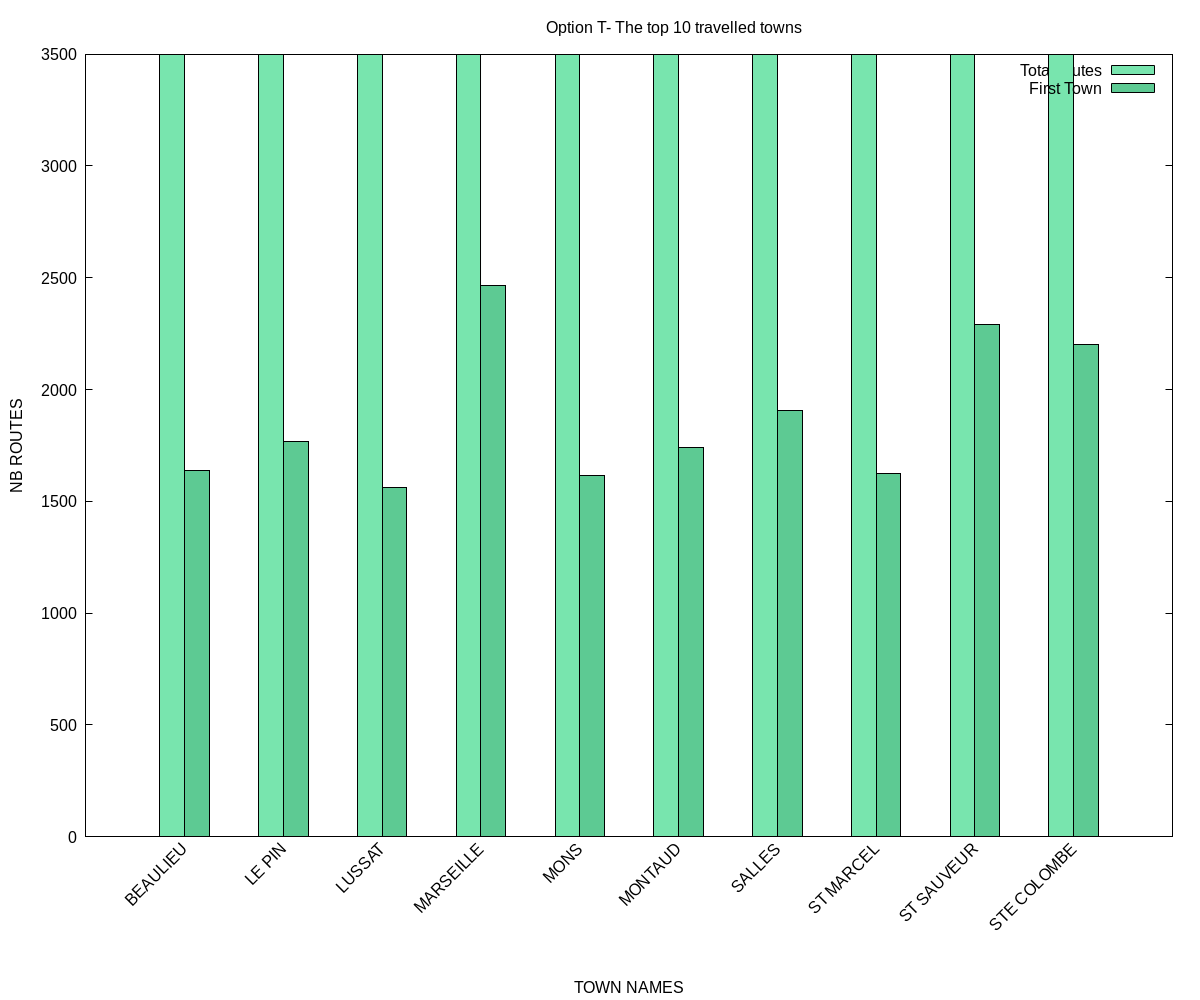 Option T- The top 10 travelled towns
3500
3000
2500
2000
1500
1000
500
0
NB ROUTES
First Town
BEAULIEU
LE PIN
LUSSAT
MARSEILLE
MONS
MONTAUD
SALLES
ST MARCEL
ST SAUVEUR
STE COLOMBE
TOWN NAMES